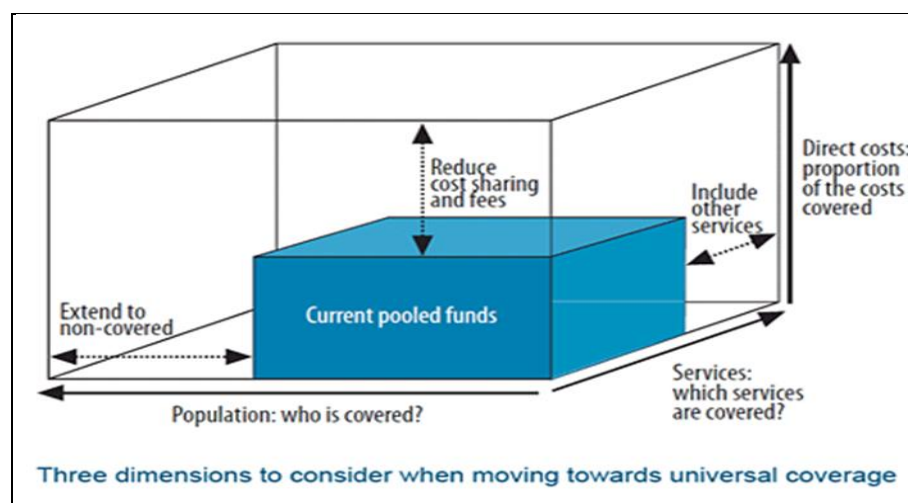 Reduce
cost sharing
and fees
Include
other
services
Direct costs:
proportion
of the costs
covered
Extend to
non-covered
Current pooled funds
Services:
which services
are covered?
Population: who is covered?
Three dimensions to consider when moving towards universal coverage